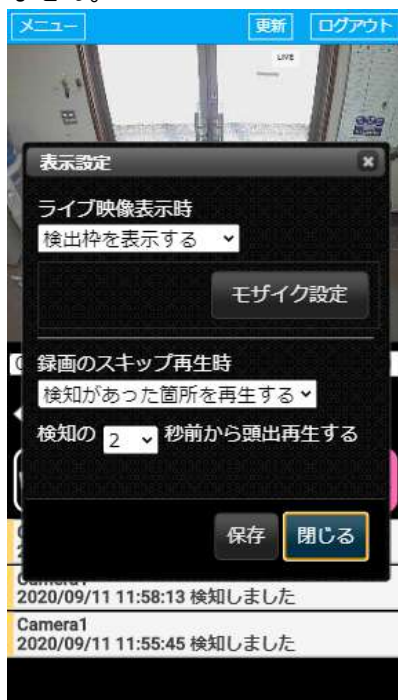 メニュー 更新 ログアウト
LIVE
表示設定
ライブ映像表示時
検出枠を表示する
モザイク設定
録画のスキップ再生時
検知があった箇所を再生する
検知の 2 秒前から頭出再生する
保存 閉じる
2020/09/11 11:58:13 検知しました
Camera1
2020/09/11 11:55:45 検知しました